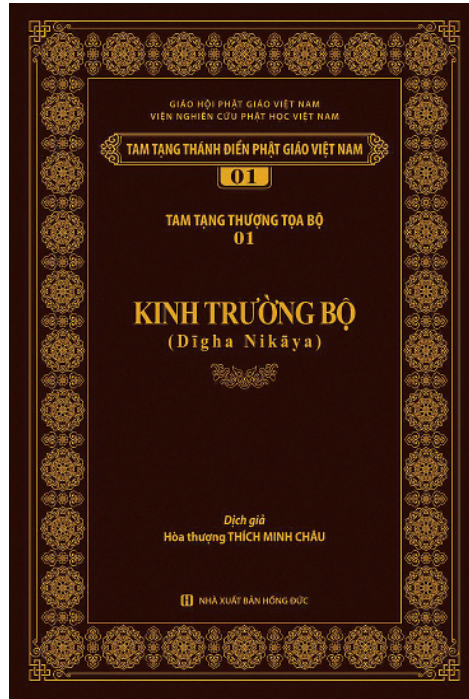 GIÁO HỘI PHẬT GIÁO VIỆT NAM
VIỆN NGHIÊN CỨU PHẬT HỌC VIỆT NAM
TAM TẠNG THÁNH ĐIỂN PHẬT GIÁO VIỆT NAM
01
TAM TẠNG THƯỢNG TỌA BỘ
01
KINH TRƯỜNG BỘ
(Dīgha Nikāya)
Dịch giả
Hòa thượng THÍCH MINH CHÂU
H NHÀ XUẤT BẢN HỒNG ĐỨC